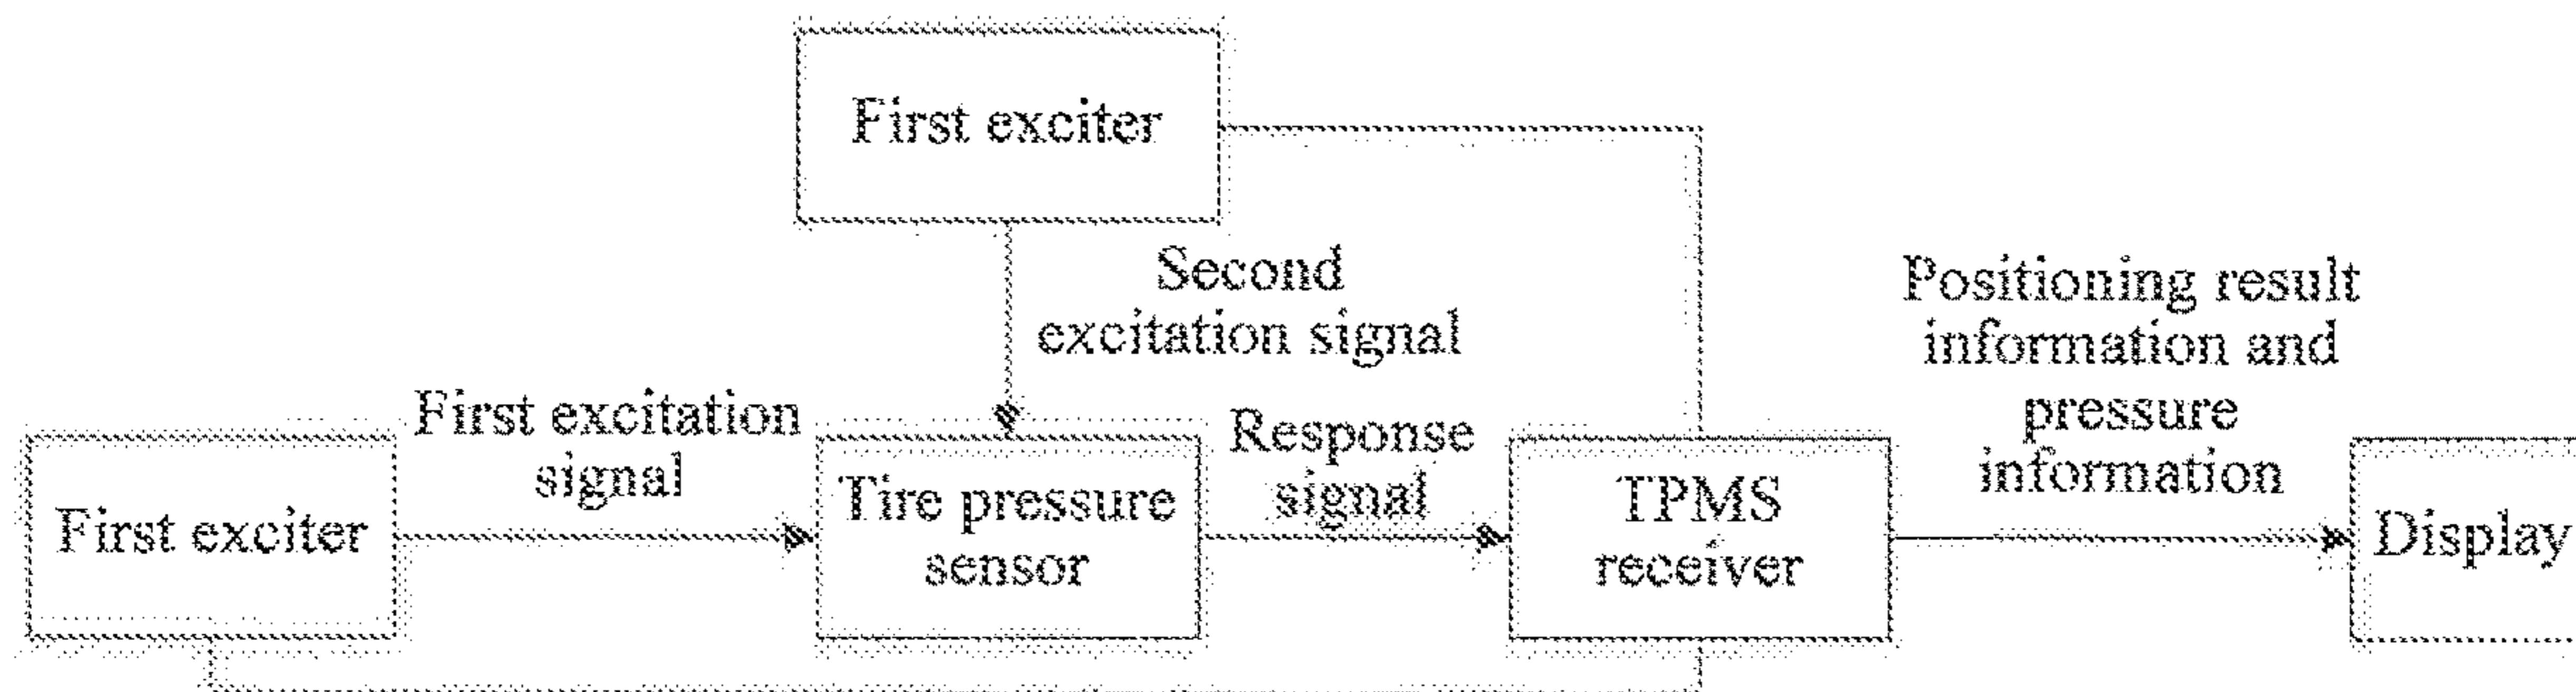 First exciter
Second
excitation signal
First exciter
First excitation
signal
Tire pressure
sensor
Response
signal
TPMS
receiver
Positioning result
information and
pressure
information
Display